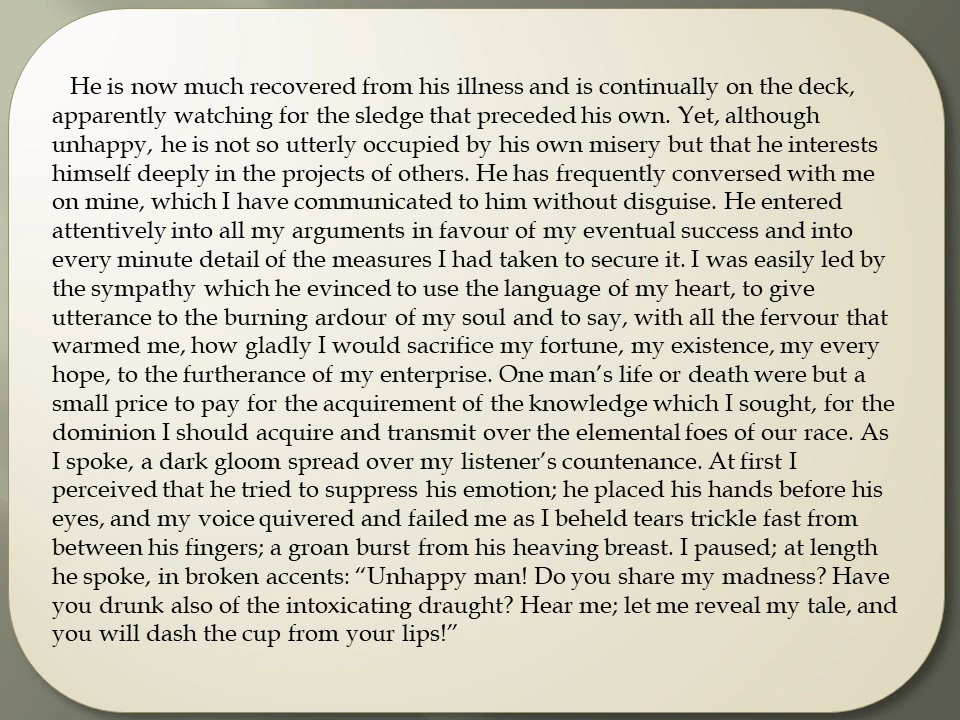 He is now much recovered from his illness and is continually on the deck,
apparently watching for the sledge that preceded his own. Yet, although
unhappy, he is not so utterly occupied by his own misery but that he interests
himself deeply in the projects of others. He has frequently conversed with me
on mine, which I have communicated to him without disguise. He entered
attentively into all my arguments in favour of my eventual success and into
every minute detail of the measures I had taken to secure it. I was easily led by
the sympathy which he evinced to use the language of my heart, to give
utterance to the burning ardour of my soul and to say, with all the fervour that
warmed me, how gladly I would sacrifice my fortune, my existence, my every
hope, to the furtherance of my enterprise. One man’s life or death were but a
small price to pay for the acquirement of the knowledge which I sought, for the
dominion I should acquire and transmit over the elemental foes of our race. As
I spoke, a dark gloom spread over my listener’s countenance. At first I
perceived that he tried to suppress his emotion; he placed his hands before his
eyes, and my voice quivered and failed me as I beheld tears trickle fast from
between his fingers; a groan burst from his heaving breast. I paused; at length
he spoke, in broken accents: “Unhappy man! Do you share my madness? Have
you drunk also of the intoxicating draught? Hear me; let me reveal my tale, and
you will dash the cup from your lips!”